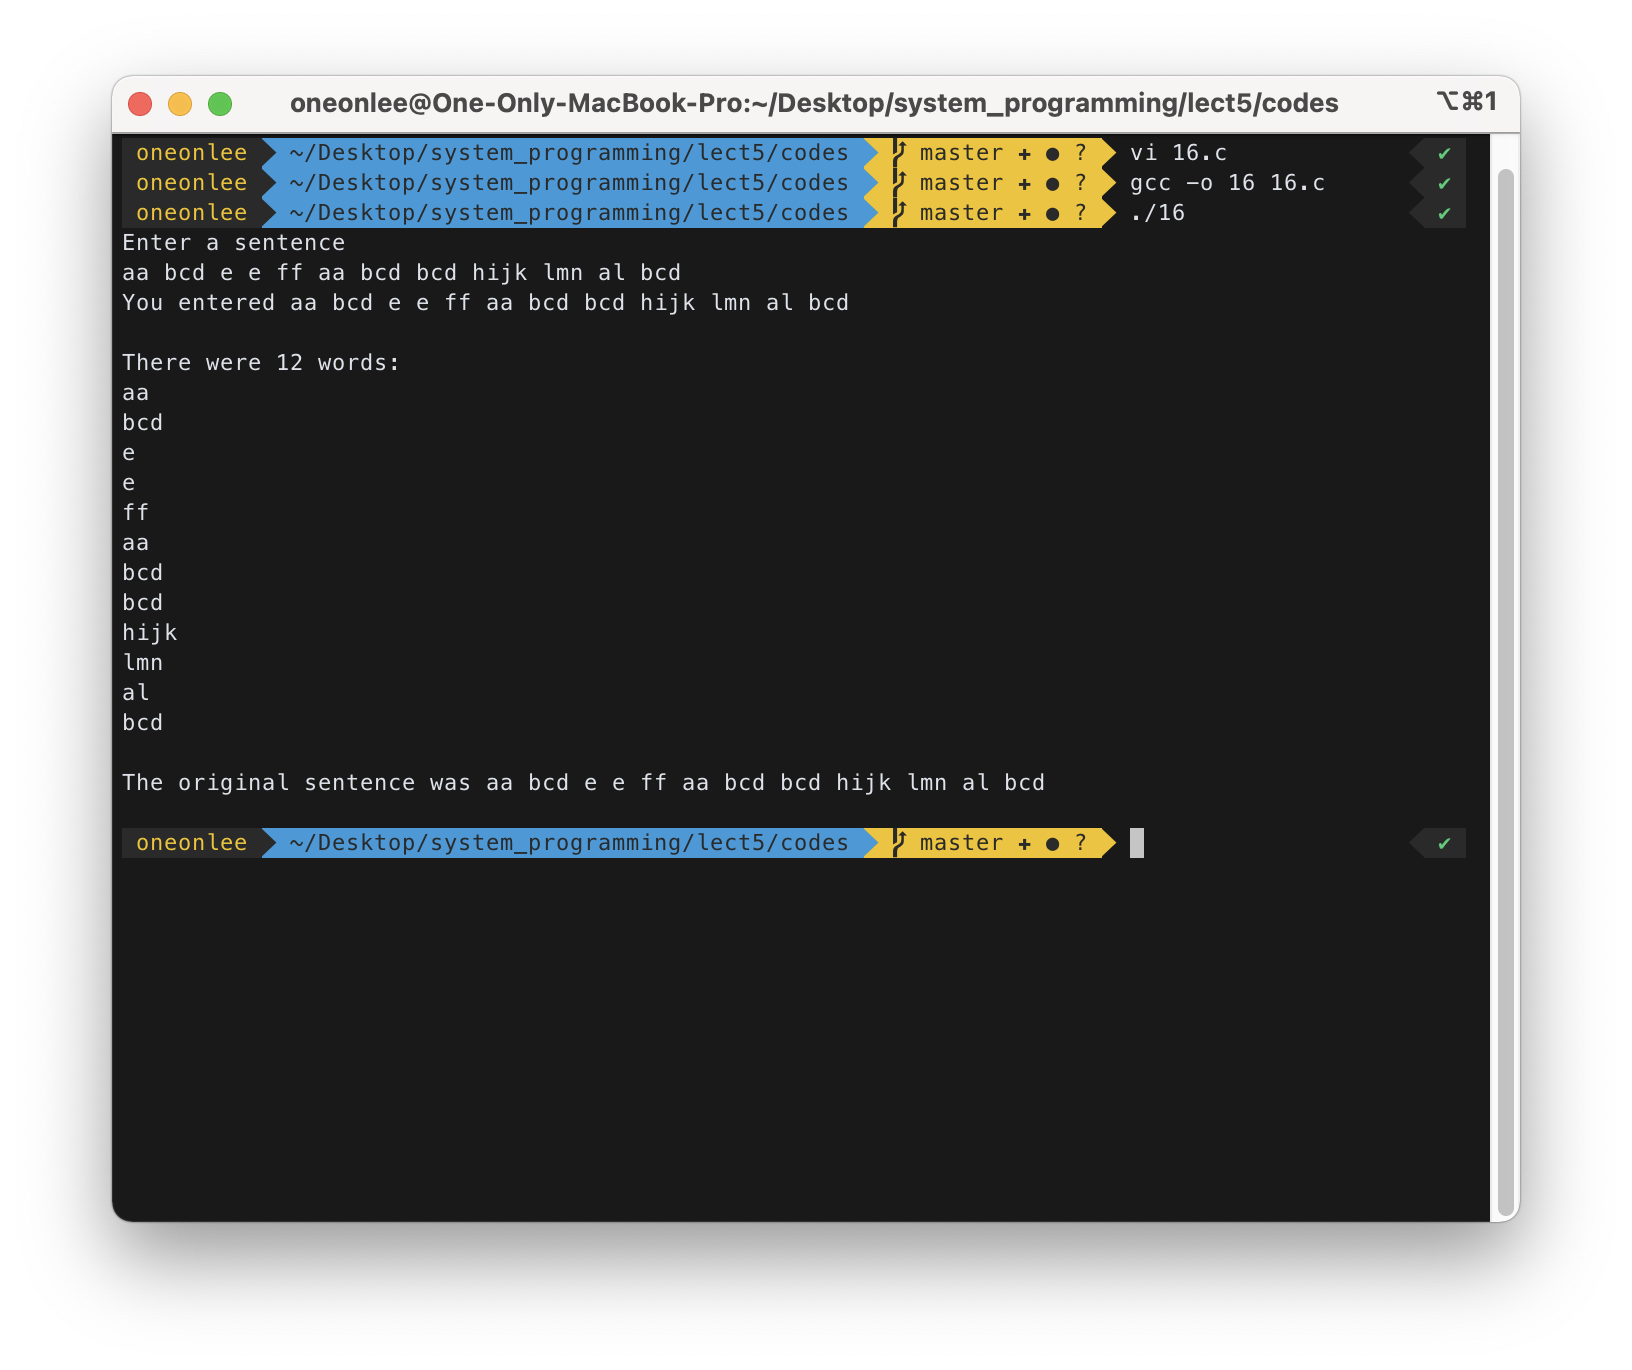 oneonlee@One-Only-MacBook-Pro:~/Desktop/system_programming/lect5/codes ⌥⌘1
oneonlee ~/Desktop/system_programming/lect5/codes master ✚ ● ? vi 16.c ✔
oneonlee ~/Desktop/system_programming/lect5/codes master ✚ ● ? gcc -o 16 16.c ✔
oneonlee ~/Desktop/system_programming/lect5/codes master ✚ ● ? ./16 ✔
Enter a sentence
aa bcd e e ff aa bcd bcd hijk lmn al bcd
You entered aa bcd e e ff aa bcd bcd hijk lmn al bcd
There were 12 words:
aa
bcd
e
e
ff
aa
bcd
bcd
hijk
lmn
al
bcd
The original sentence was aa bcd e e ff aa bcd bcd hijk lmn al bcd
oneonlee ~/Desktop/system_programming/lect5/codes master ✚ ● ? ✔